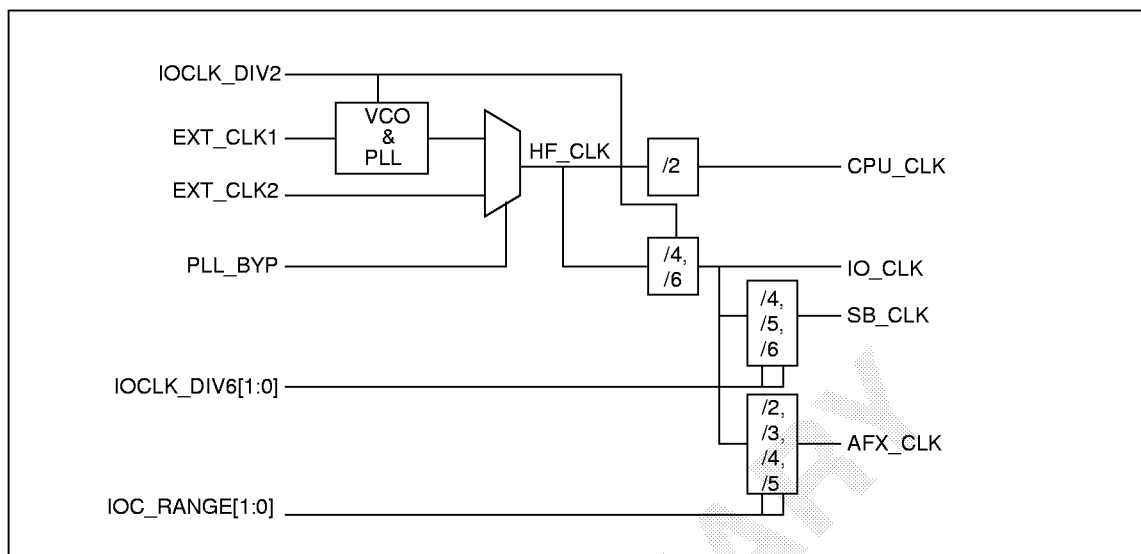 IOCLK_DIV2
VCO
&
PLL
EXT_CLK1
HF_CLK
/2
CPU_CLK
EXT_CLK2
PLL_BYP
/4,
/6
IO_CLK
/4,
/5,
/6
SB_CLK
IOCLK_DIV6[1:0]
/2,
/3,
/4,
/5
AFX_CLK
IOC_RANGE[1:0]
ARY